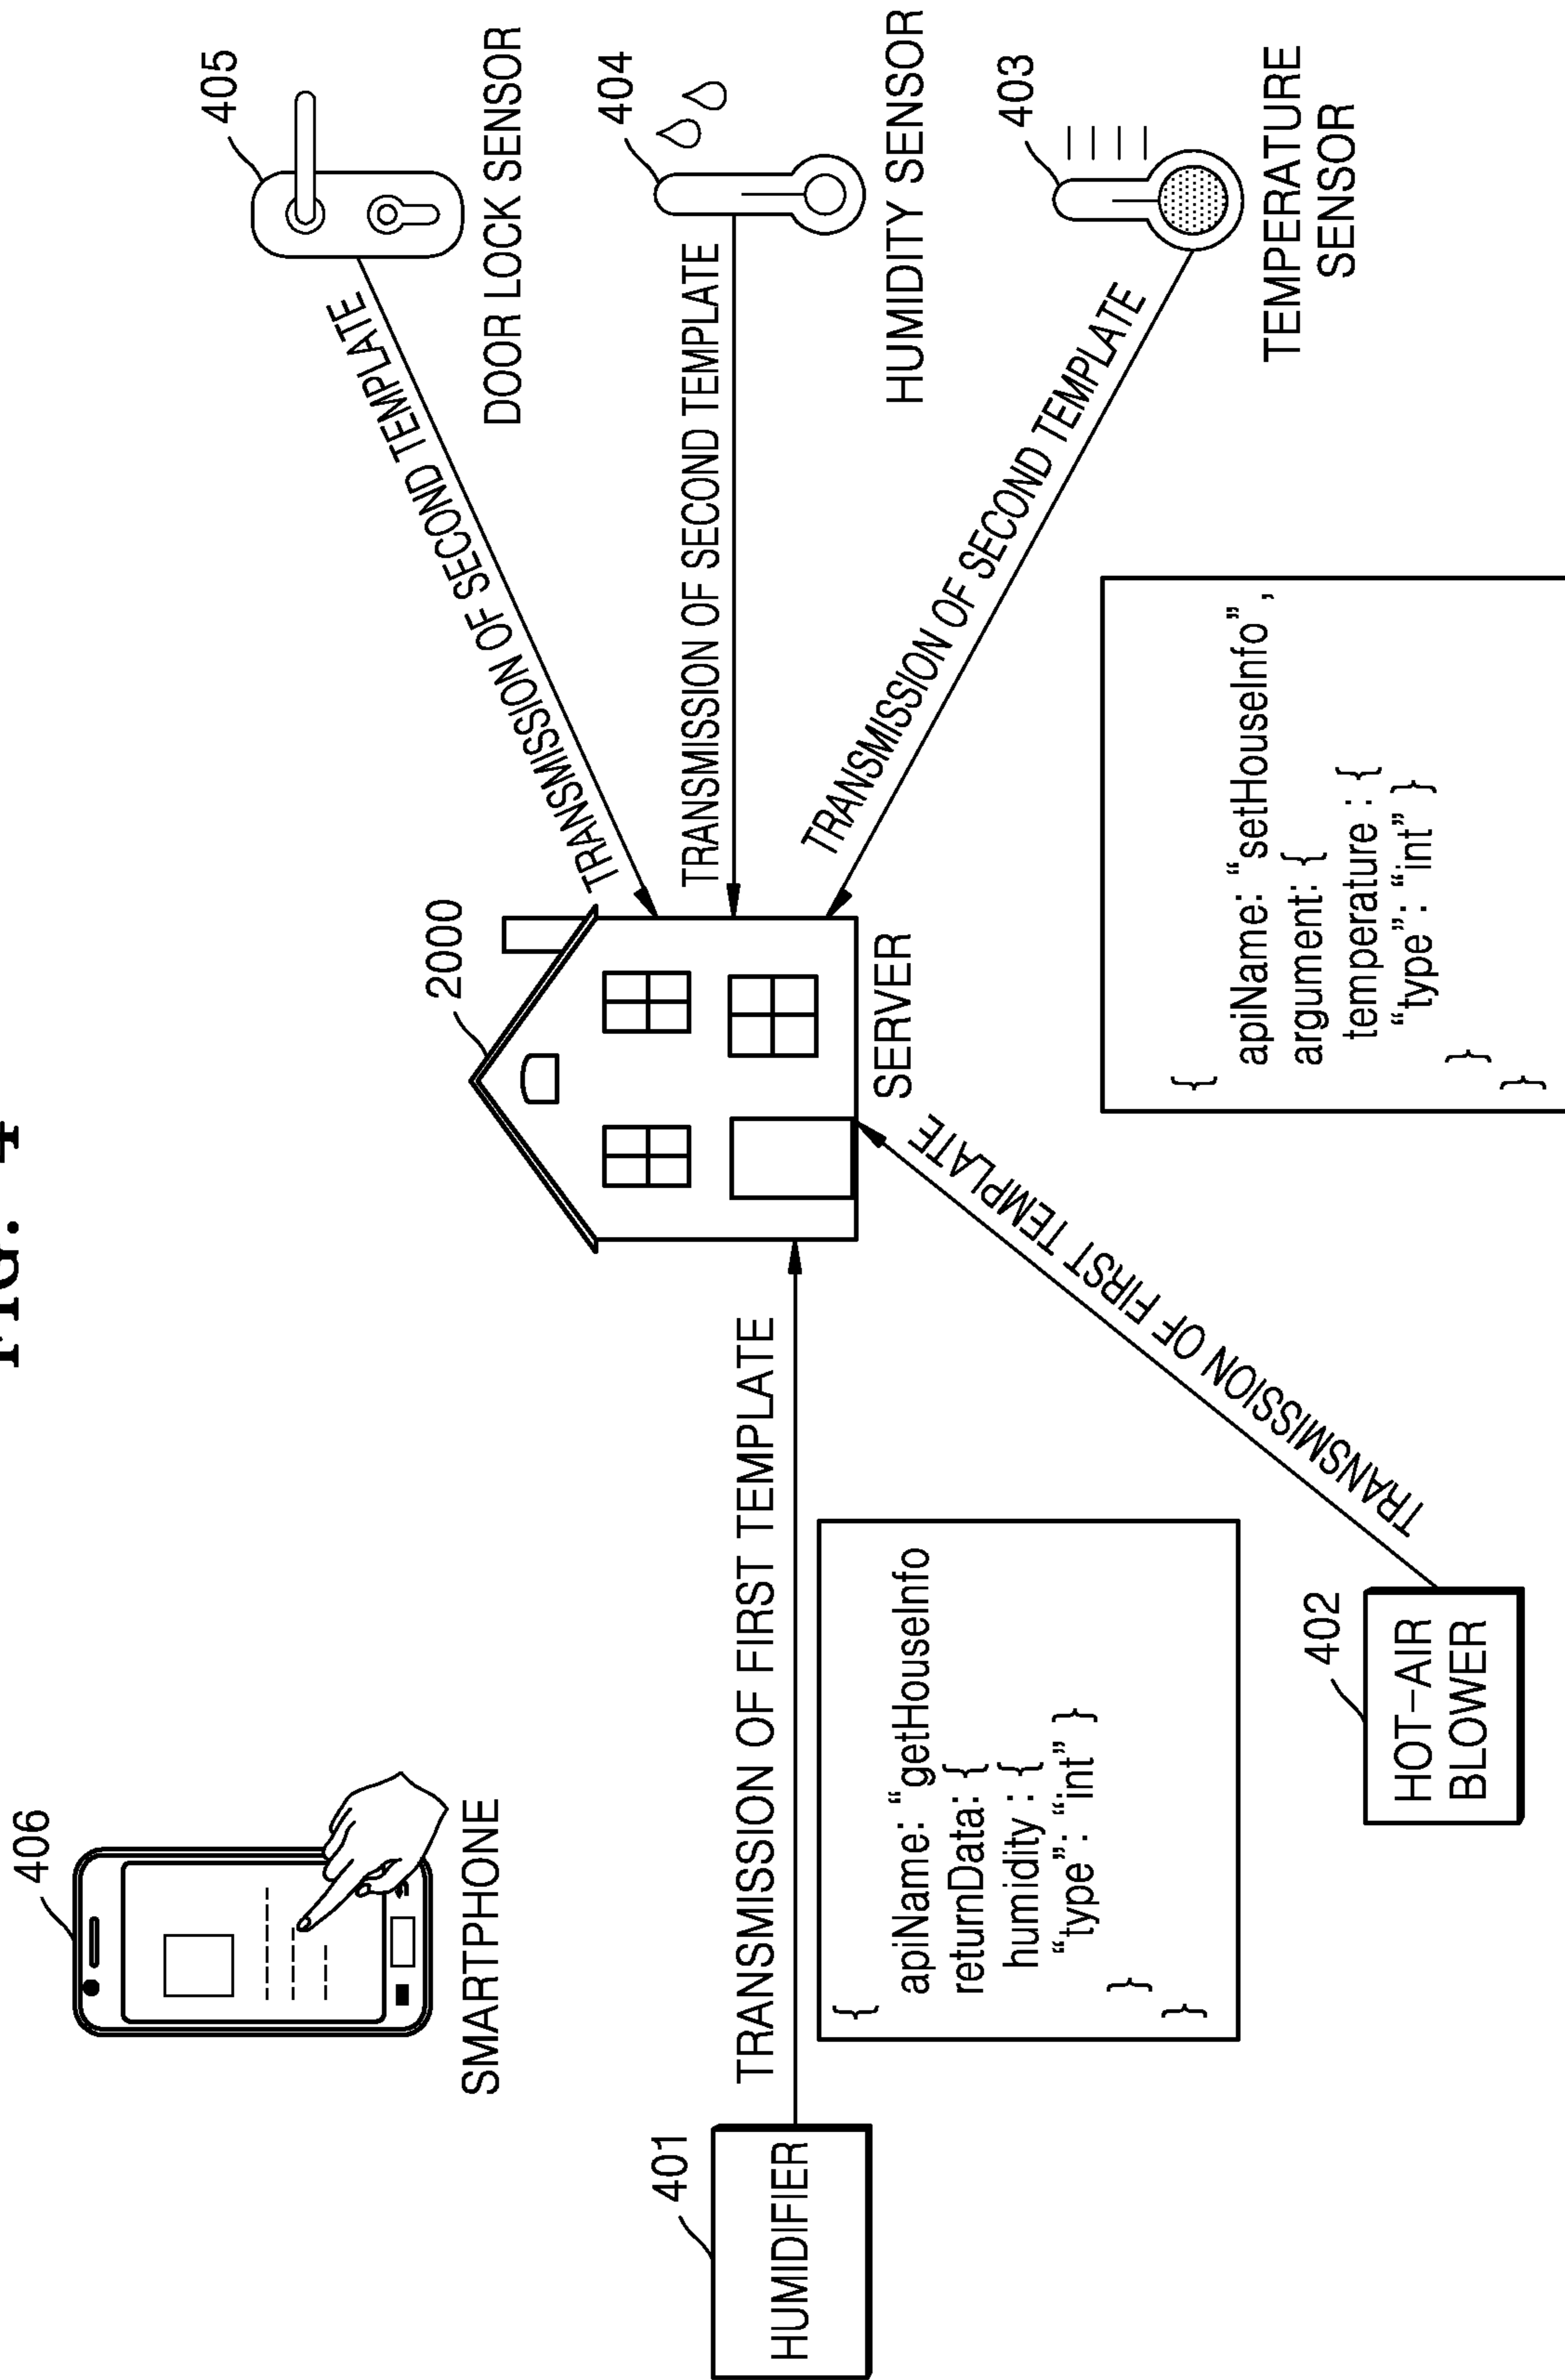 FIG. 4
406
SMARTPHONE
405
DOOR LOCK SENSOR
2000
TRANSMISSION OF SECOND TEMPLATE
404
HUMIDITY SENSOR
TRANSMISSION OF SECOND TEMPLATE
401
HUMIDIFIER
TRANSMISSION OF FIRST TEMPLATE
SERVER
TRANSMISSION OF SECOND TEMPLATE
403
TEMPERATURE
SENSOR
{
apiName: “getHouseInfo
returnData: {
humidity : {
“type”: “int” }
}
}
TRANSMISSION OF FIRST TEMPLATE
402
HOT-AIR
BLOWER
{
apiName: “setHouseInfo” ,
argument: {
temperature : {
“type” : “int” }
}
}